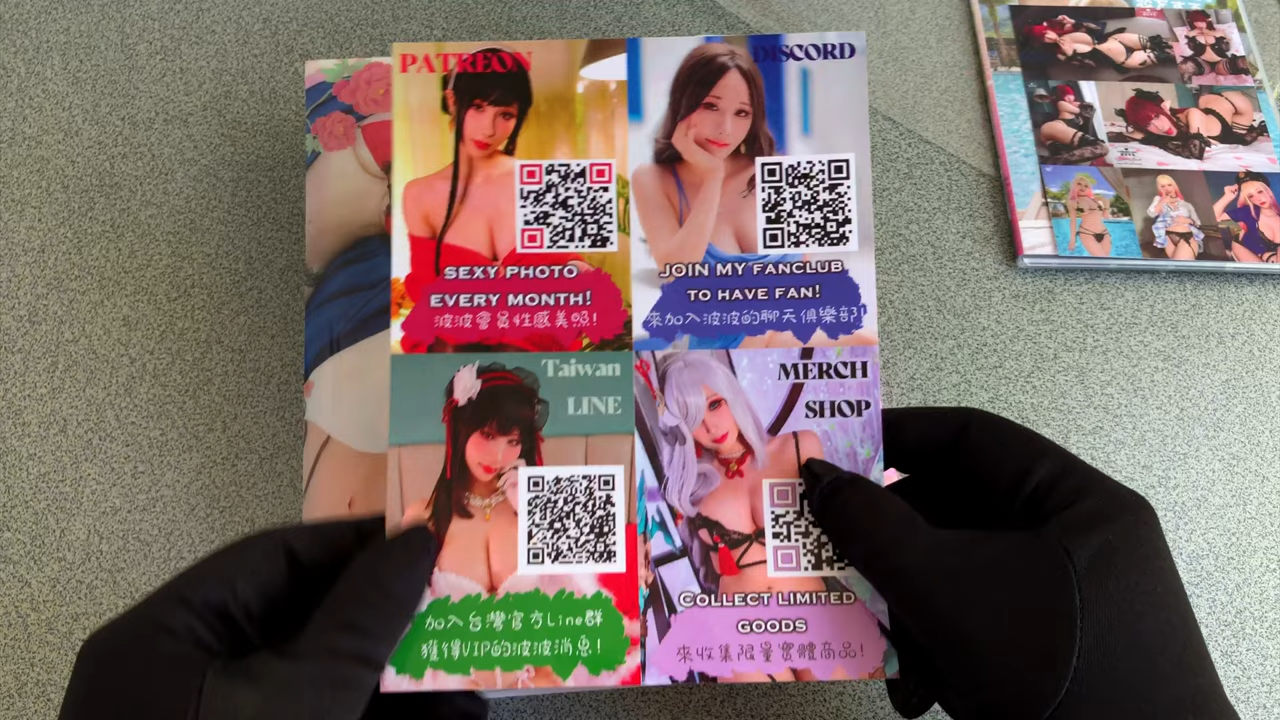 PATREON
SEXY PHOTO
EVERY MONTH!
波波會員性感美照!
DISCORD
JOIN MY FANCLUB
TO HAVE FAN!
來加入波波的聊天俱樂部!
Taiwan
LINE
加入台灣官方Line群
獲得VIP的波波消息!
MERCH
SHOP
COLLECT LIMITED
GOODS
來收集限量實體商品!